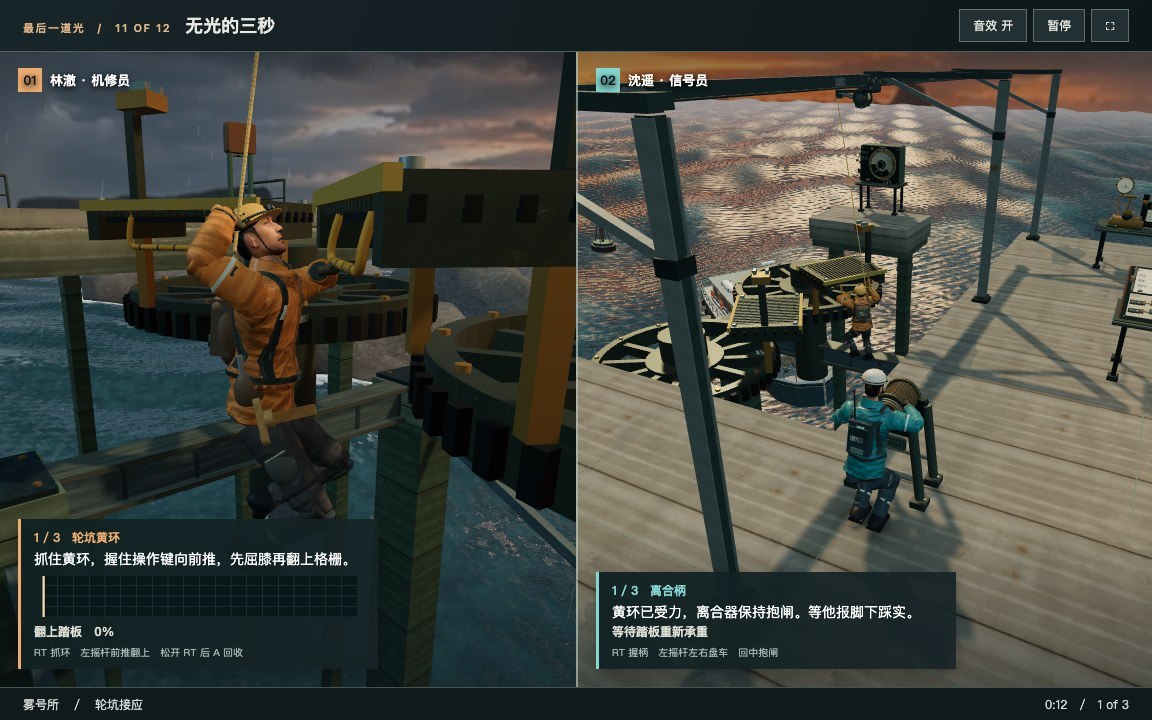 最后一道光 / 11 OF 12 无光的三秒
音效 开
暂停
01 林澈 · 机修员
02 沈遥 · 信号员
1 / 3 轮坑黄环
抓住黄环，握住操作键向前推，先屈膝再翻上格栅。
翻上踏板 0%
RT 抓环 左摇杆前推翻上 松开 RT 后 A 回收
1 / 3 离合柄
黄环已受力，离合器保持抱闸。等他报脚下踩实。
等待踏板重新承重
RT 握柄 左摇杆左右盘车 回中抱闸
雾号所 / 轮坑接应
0:12 / 1 of 3